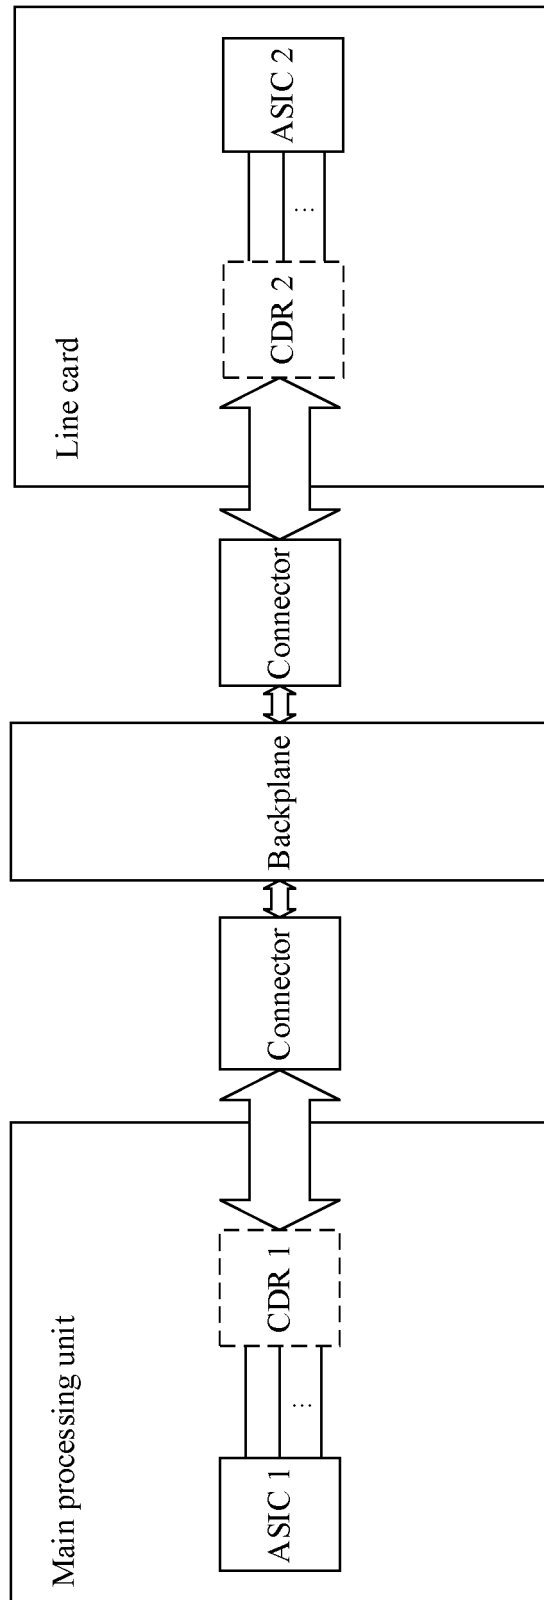 Main processing unit
ASIC 1
...
CDR 1
Connector
Backplane
Connector
Line card
CDR 2
...
ASIC 2